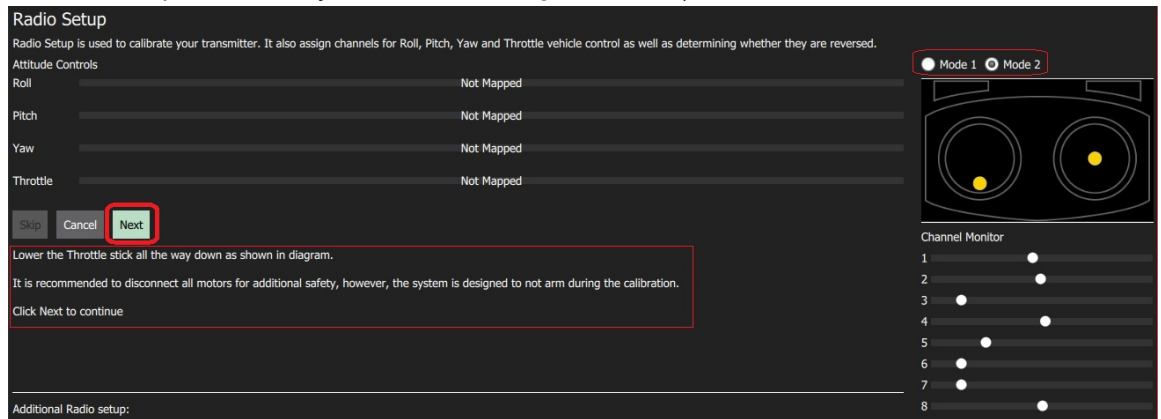 Radio Setup
Radio Setup is used to calibrate your transmitter. It also assign channels for Roll, Pitch, Yaw and Throttle vehicle control as well as determining whether they are reversed.
Attitude Controls
Roll Not Mapped
Pitch Not Mapped
Yaw Not Mapped
Throttle Not Mapped
Skip Cancel Next
Lower the Throttle stick all the way down as shown in diagram.
It is recommended to disconnect all motors for additional safety, however, the system is designed to not arm during the calibration.
Click Next to continue
Additional Radio setup:
Mode 1 Mode 2
Channel Monitor
1
2
3
4
5
6
7
8